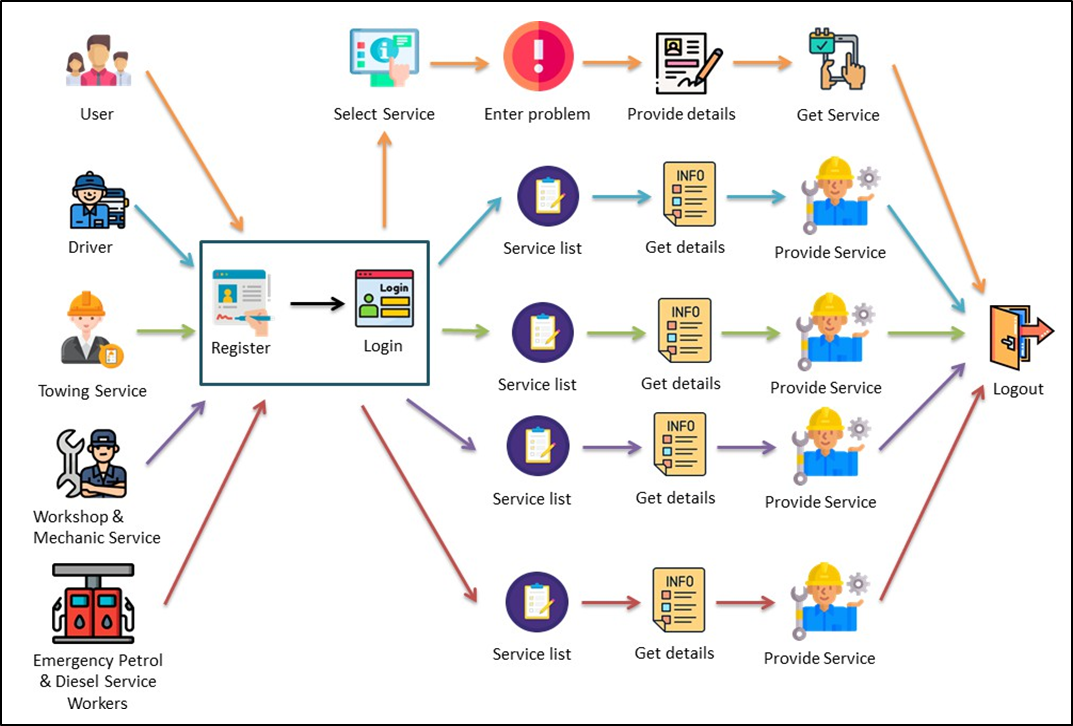 User
Select Service
Enter problem
Provide details
Get Service
Driver
INFO
Service list
Get details
Provide Service
Register
Login
Login
Towing Service
INFO
Service list
Get details
Provide Service
Logout
Workshop &
Mechanic Service
INFO
Service list
Get details
Provide Service
Emergency Petrol
& Diesel Service
Workers
INFO
Service list
Get details
Provide Service